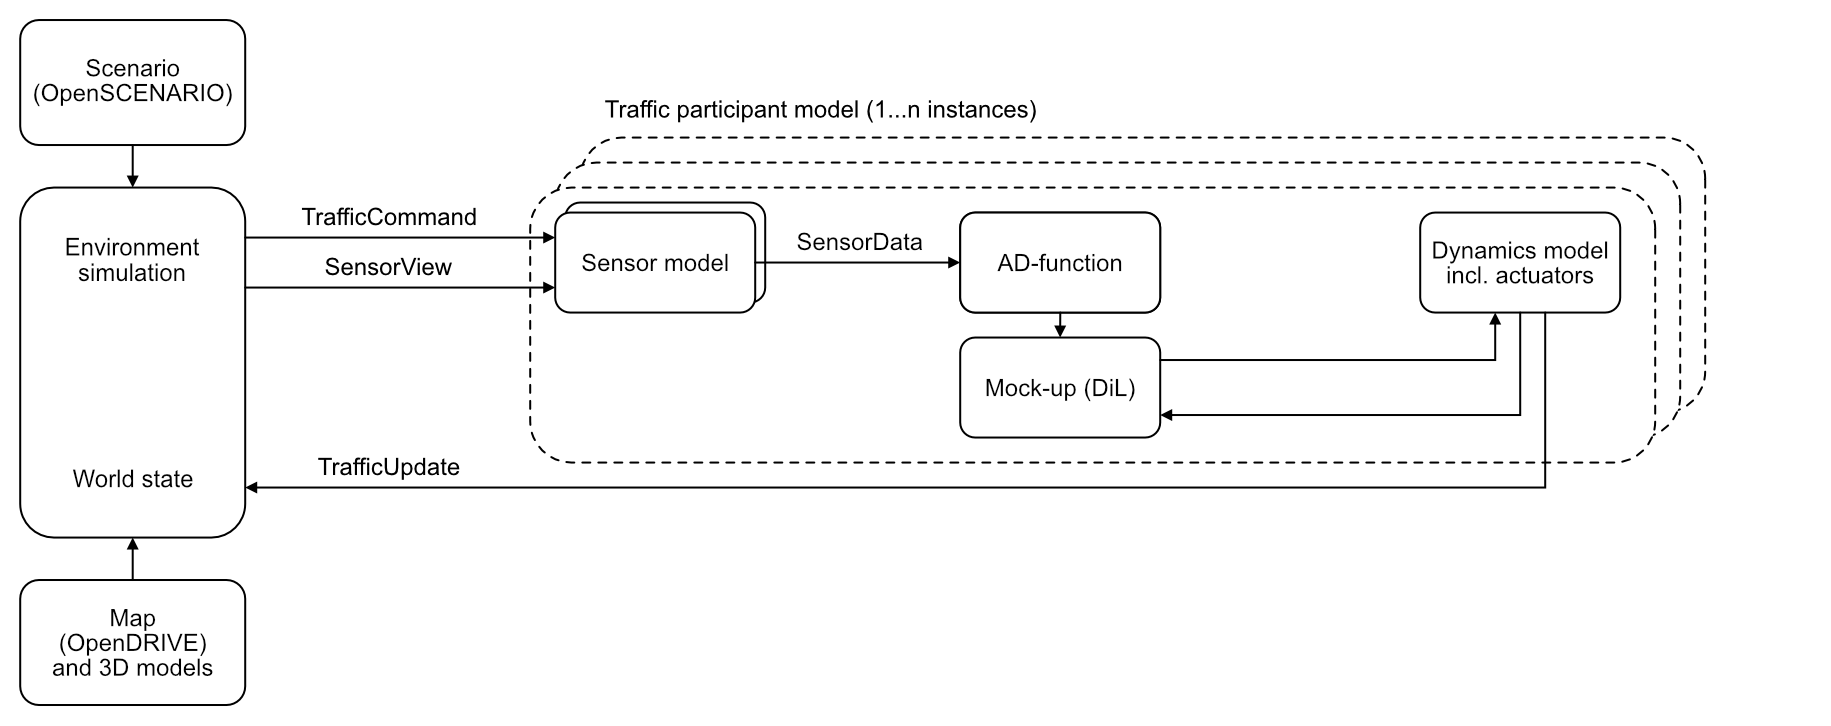 Scenario
(OpenSCENARIO)
Traffic participant model (1...n instances)
TrafficCommand
Environment
simulation
SensorView
Sensor model
SensorData
AD-function
Dynamics model
incl. actuators
Mock-up (DiL)
TrafficUpdate
World state
Map
(OpenDRIVE)
and 3D models